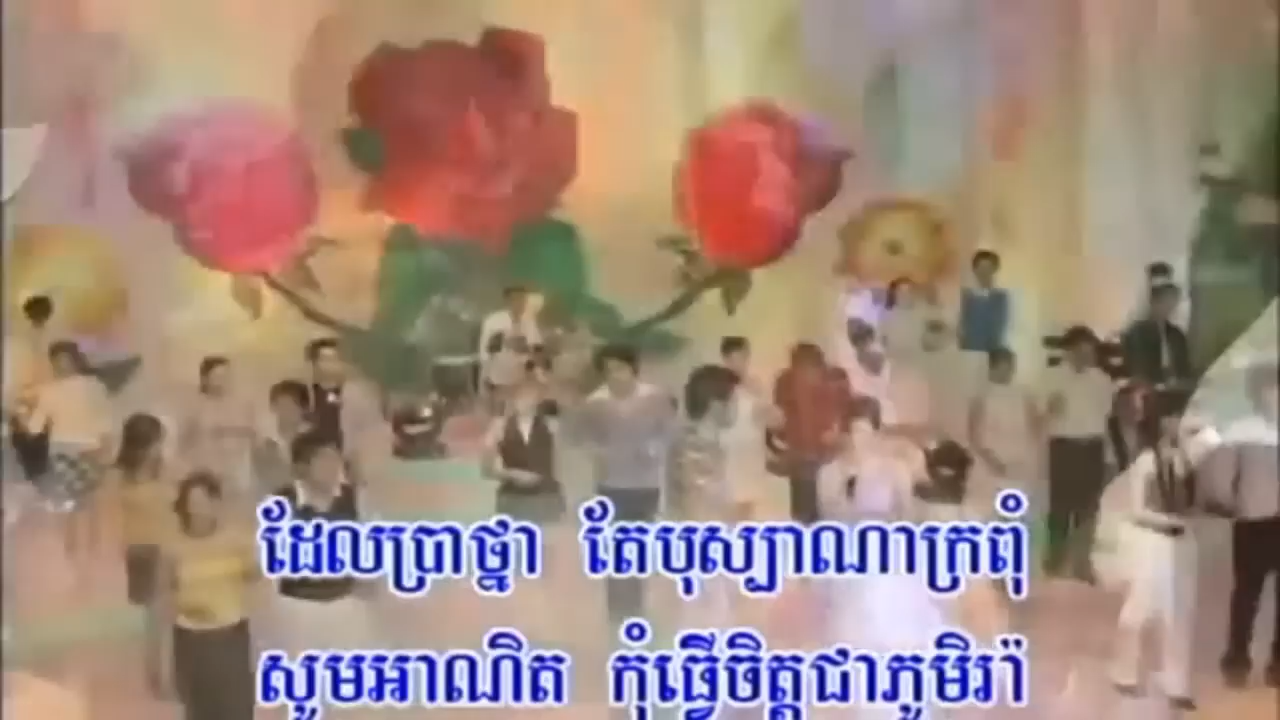 ដែលប្រាថ្នា តែបុស្បាណាក្រពុំ
សូមអាណិត កុំធ្វើចិត្តជាភូមិរ៉ា